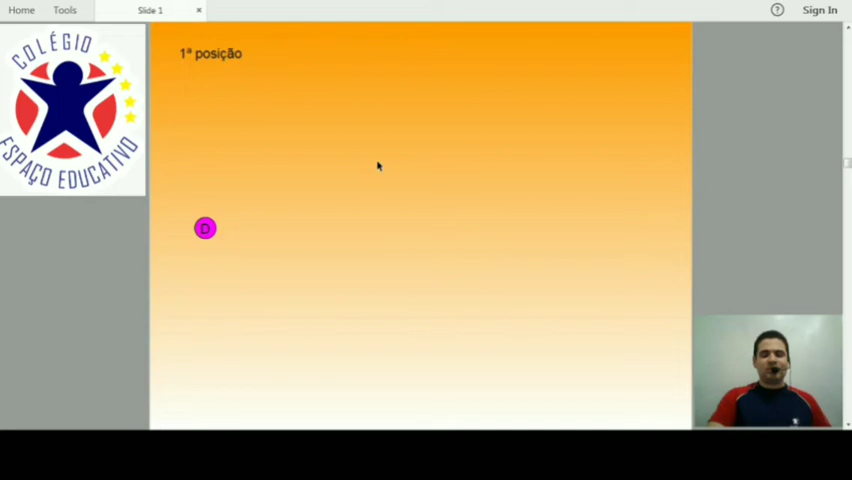 Home
Tools
Slide 1
×
?
Sign In
COLÉGIO
ESPAÇO EDUCATIVO
1ª posição
D